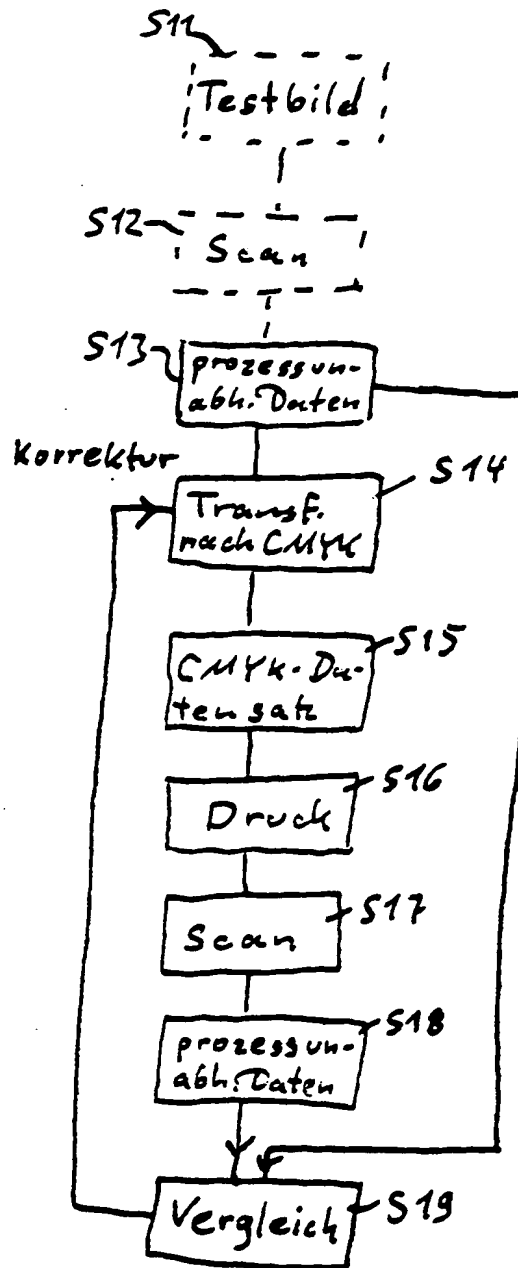 S11
Testbild
S12
Scan
S13
prozessun-
abh. Daten
Korrektur
S14
Transf.
nach CMYK
S15
CMYK-Da-
tensatz
S16
Druck
S17
Scan
S18
prozessun-
abh. Daten
Vergleich
S19